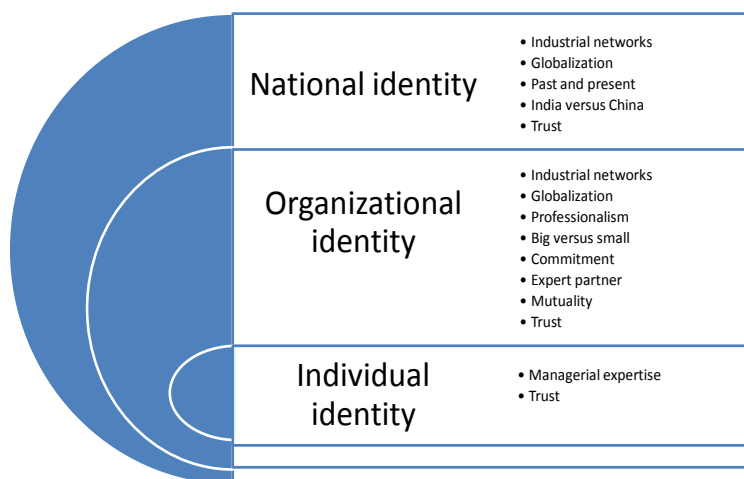 National identity
• Industrial networks
• Globalization
• Past and present
• India versus China
• Trust
Organizational
identity
• Industrial networks
• Globalization
• Professionalism
• Big versus small
• Commitment
• Expert partner
• Mutuality
• Trust
Individual
identity
• Managerial expertise
• Trust